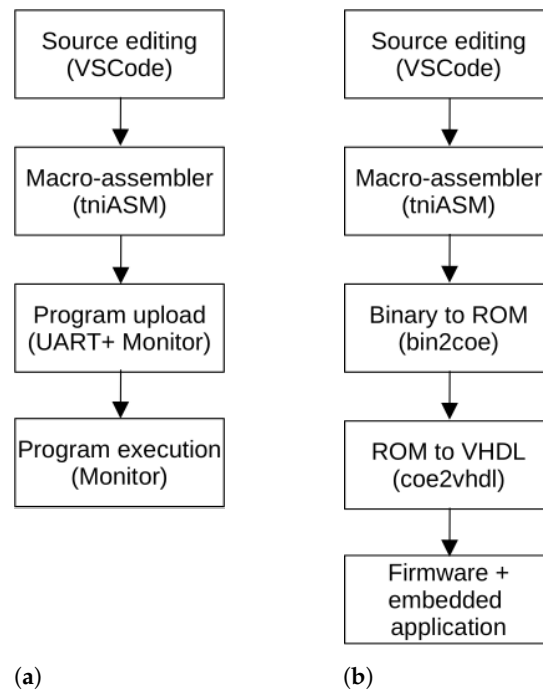 Source editing
(VSCode)
Macro-assembler
(tniASM)
Program upload
(UART+ Monitor)
Program execution
(Monitor)
(a)
Source editing
(VSCode)
Macro-assembler
(tniASM)
Binary to ROM
(bin2coe)
ROM to VHDL
(coe2vhdl)
Firmware +
embedded
application
(b)